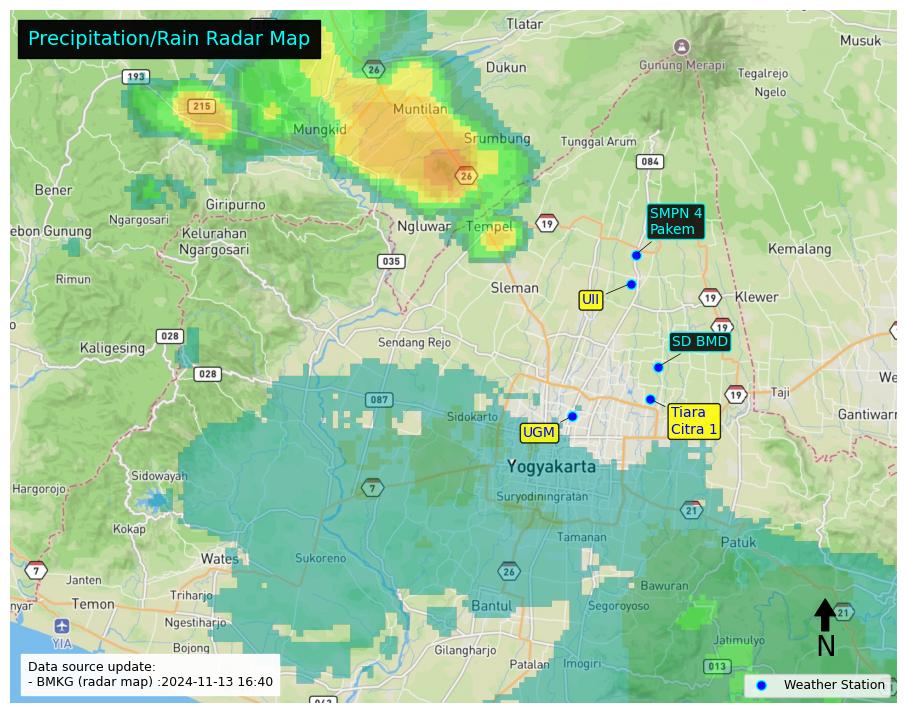 Precipitation/Rain Radar Map
Tlatar
Musuk
193
26
Dukun
Gunung Merapi
Tegalrejo
Ngelo
215
Muntilan
Mungkid
Srumbung
Tunggal Arum
084
26
Bener
Giripurno
Ngargosari
SMPN 4
Pakem
ebon Gunung
Kelurahan
Ngargosari
Ngluwar
Tempel
19
Kemalang
035
Rimun
Sleman
UII
19
Klewer
19
028
Sendang Rejo
SD BMD
Kaligesing
028
We
087
19
Taji
Sidokarto
Tiara
Citra 1
Gantiwarn
UGM
Yogyakarta
Sidowayah
Hargorojo
7
Suryodiningratan
21
Kokap
Tamanan
Patuk
Wates
Sukoreno
7
Janten
26
Bawuran
nyar
Temon
Triharjo
Bantul
Segoroyoso
21
Ngestiharjo
YIA
Jatimulyo
N
Bojong
Gilangharjo
Patalan
Imogiri
013
Data source update:
- BMKG (radar map) :2024-11-13 16:40
Weather Station